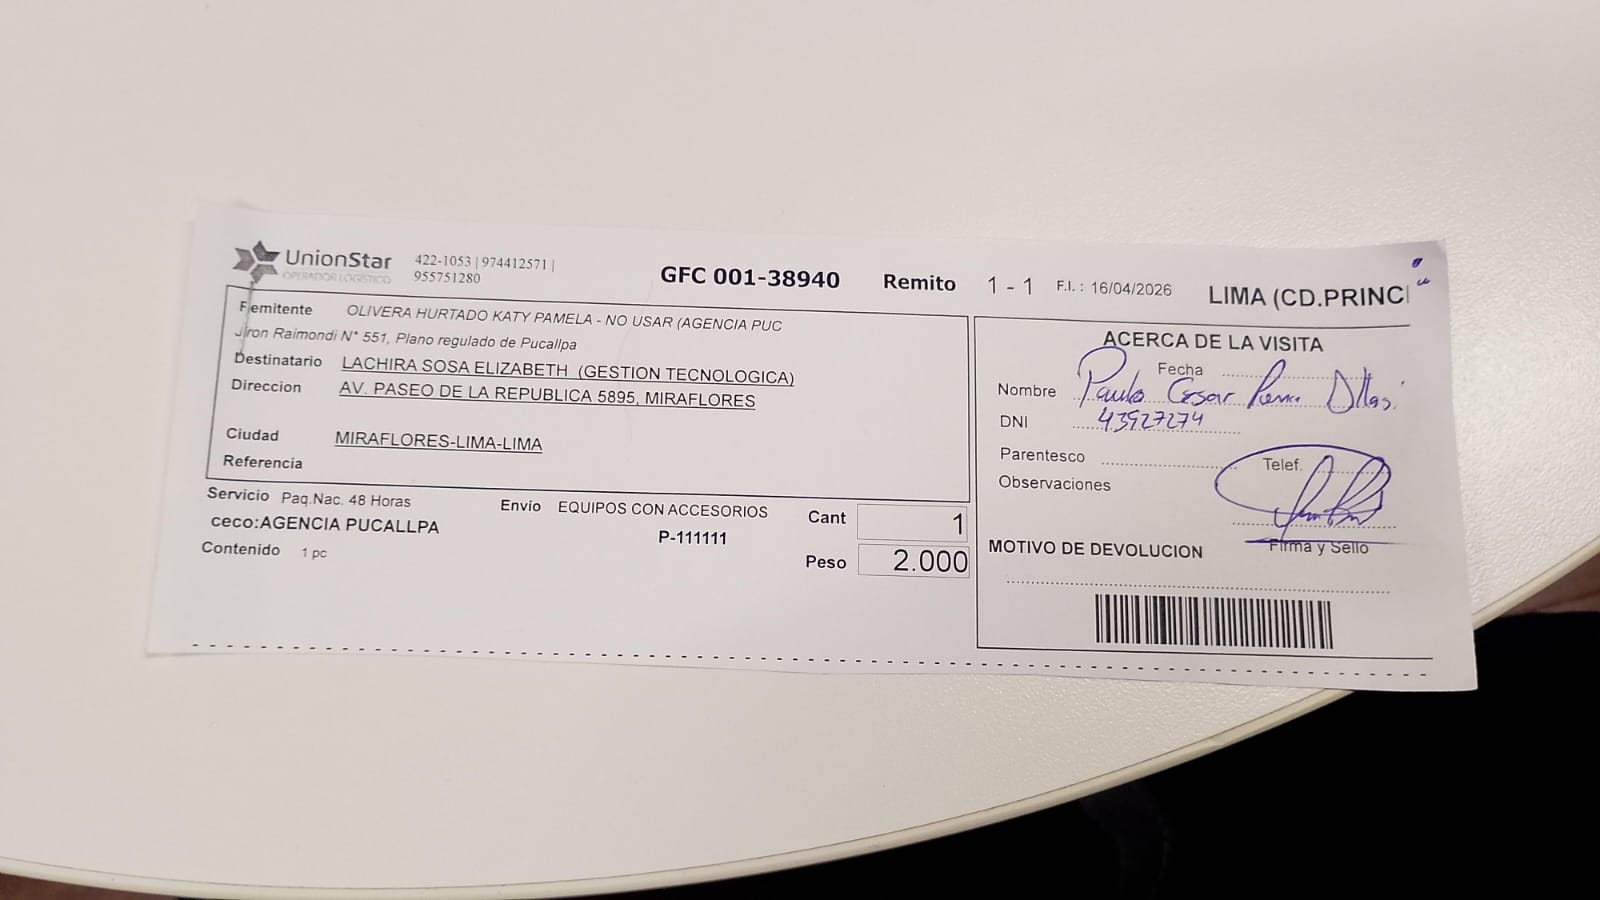 UnionStar
OPERADOR LOGISTICO
422-1053 | 974412571 |
955751280
GFC 001-38940
Remito 1 - 1
F.I. : 16/04/2026
LIMA (CD.PRINCI
Remitente OLIVERA HURTADO KATY PAMELA - NO USAR (AGENCIA PUC
Jiron Raimondi N° 551, Plano regulado de Pucallpa
Destinatario LACHIRA SOSA ELIZABETH (GESTION TECNOLOGICA)
Direccion AV. PASEO DE LA REPUBLICA 5895, MIRAFLORES
Ciudad MIRAFLORES-LIMA-LIMA
Referencia
Servicio Paq.Nac. 48 Horas
Envío EQUIPOS CON ACCESORIOS
ceco:AGENCIA PUCALLPA
P-111111
Contenido 1 pc
Cant 1
Peso 2.000
ACERCA DE LA VISITA
Fecha
Nombre Paulo Cesar
DNI 43927274
Parentesco
Telef.
Observaciones
Firma y Sello
MOTIVO DE DEVOLUCION